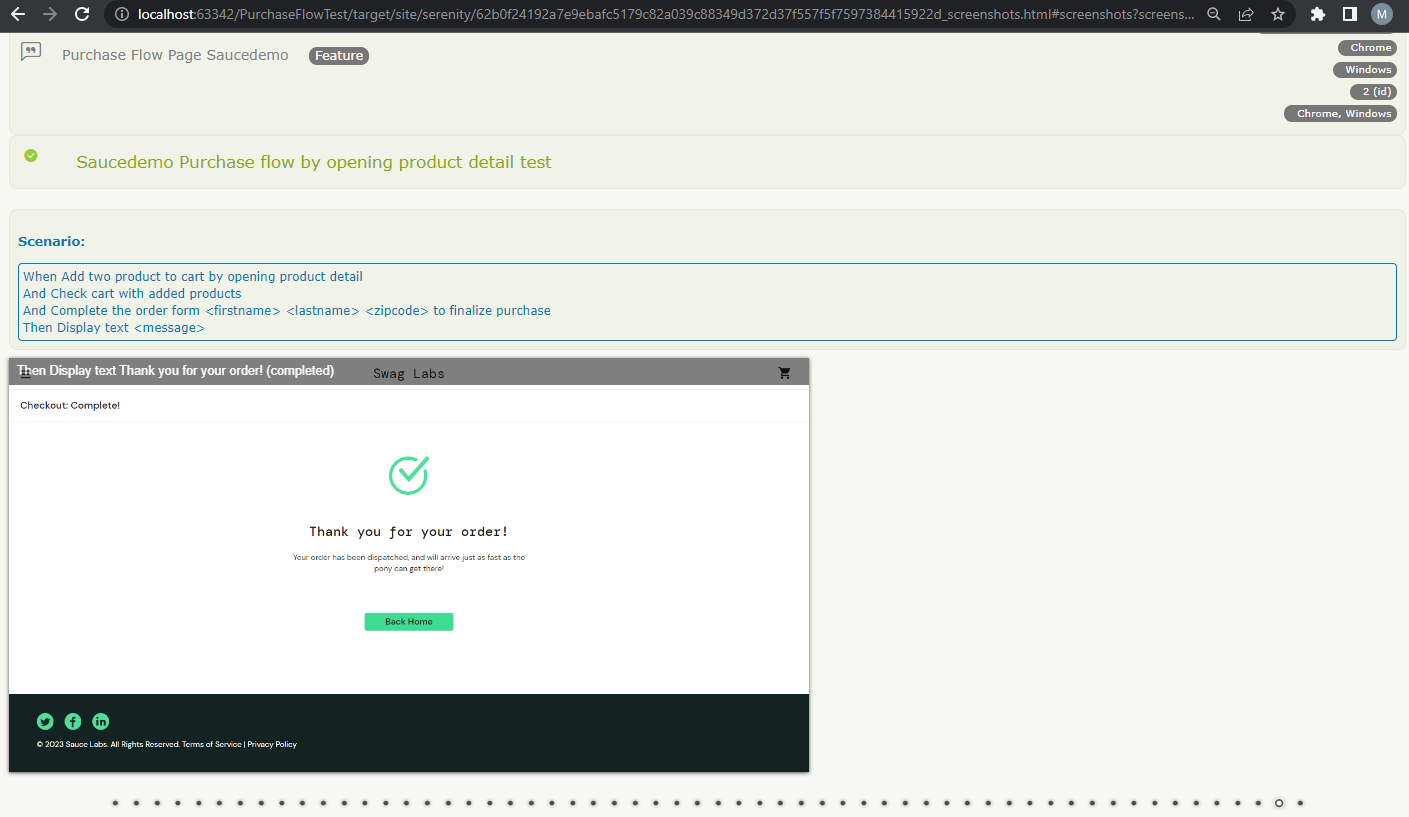 localhost:63342/PurchaseFlowTest/target/site/serenity/62b0f24192a7e9ebafc5179c82a039c88349d372d37f557f5f7597384415922d_screenshots.html#screenshots?screens...
M
Purchase Flow Page Saucedemo Feature
Chrome
Windows
2 (id)
Chrome, Windows
Saucedemo Purchase flow by opening product detail test
Scenario:
When Add two product to cart by opening product detail
And Check cart with added products
And Complete the order form <firstname> <lastname> <zipcode> to finalize purchase
Then Display text <message>
Then Display text Thank you for your order! (completed)
Swag Labs
Checkout: Complete!
Thank you for your order!
Your order has been dispatched, and will arrive just as fast as the
pony can get there!
Back Home
© 2023 Sauce Labs. All Rights Reserved. Terms of Service | Privacy Policy